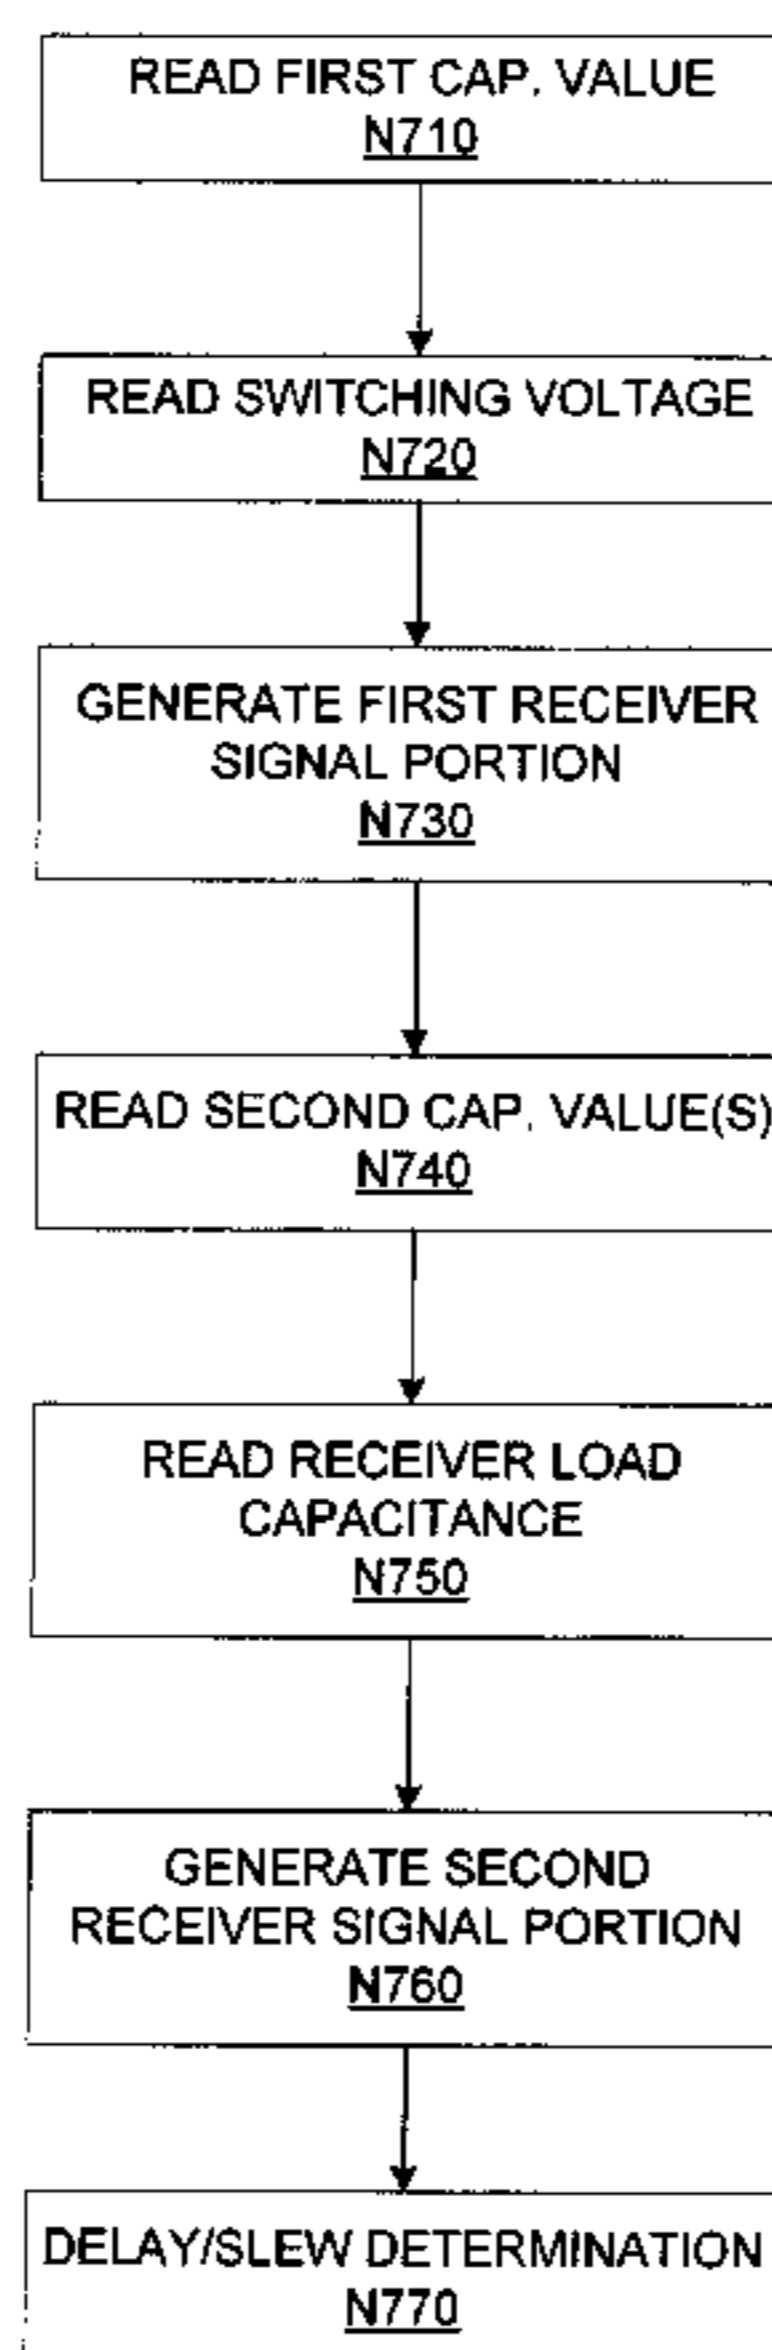 READ FIRST CAP. VALUE
N710
READ SWITCHING VOLTAGE
N720
GENERATE FIRST RECEIVER
SIGNAL PORTION
N730
READ SECOND CAP. VALUE(S)
N740
READ RECEIVER LOAD
CAPACITANCE
N750
GENERATE SECOND
RECEIVER SIGNAL PORTION
N760
DELAY/SLEW DETERMINATION
N770